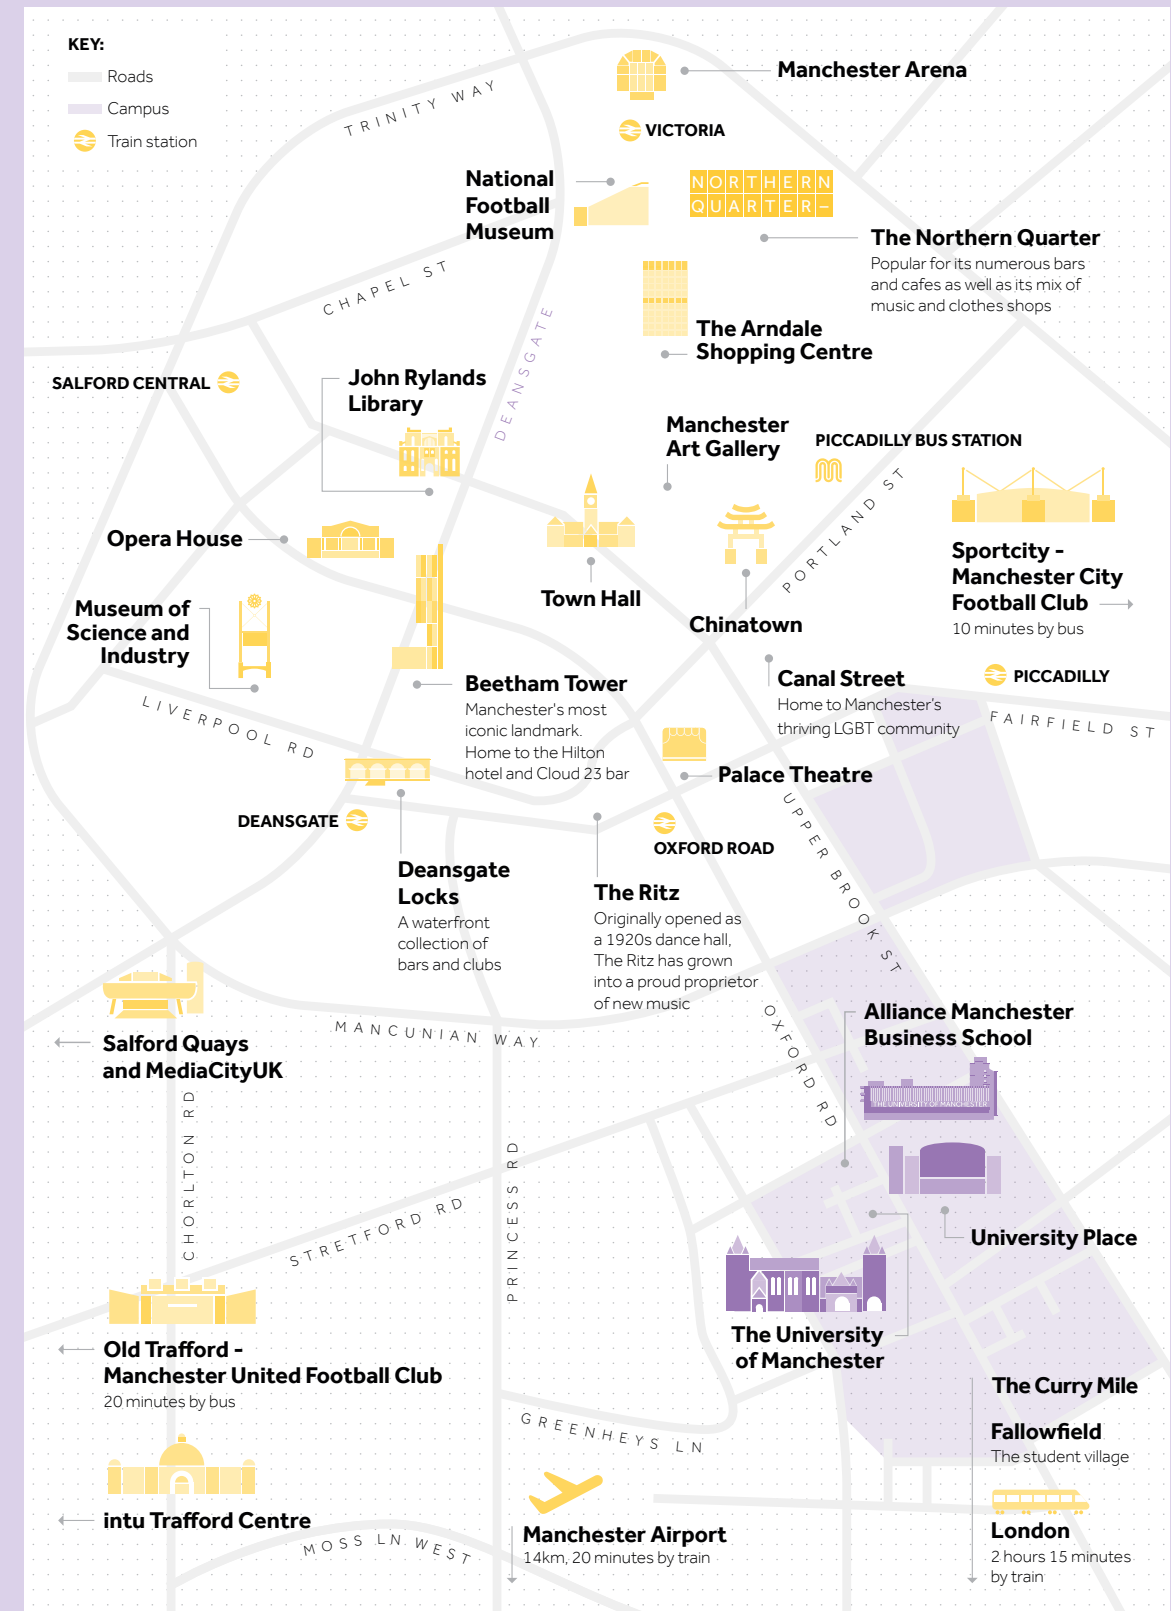 KEY:
Roads
Campus
Train station
TRINITY WAY
Manchester Arena
VICTORIA
National
Football
Museum
NORTHERN
QUARTER–
The Northern Quarter
Popular for its numerous bars
and cafes as well as its mix of
music and clothes shops
CHAPEL ST
DEANSGATE
The Arndale
Shopping Centre
SALFORD CENTRAL
John Rylands
Library
Manchester
Art Gallery
PICCADILLY BUS STATION
PORTLAND ST
Opera House
Town Hall
Chinatown
Sportcity -
Manchester City
Football Club
10 minutes by bus
Museum of
Science and
Industry
LIVERPOOL RD
Beetham Tower
Manchester's most
iconic landmark.
Home to the Hilton
hotel and Cloud 23 bar
Canal Street
Home to Manchester's
thriving LGBT community
PICCADILLY
FAIRFIELD ST
Palace Theatre
UPPER BROOK ST
DEANSGATE
OXFORD ROAD
Deansgate
Locks
A waterfront
collection of
bars and clubs
The Ritz
Originally opened as
a 1920s dance hall,
The Ritz has grown
into a proud proprietor
of new music
MANCUNIAN WAY
OXFORD RD
Alliance Manchester
Business School
THE UNIVERSITY OF MANCHESTER
Salford Quays
and MediaCityUK
CHORLTON RD
STRETFORD RD
PRINCESS RD
University Place
The University
of Manchester
Old Trafford -
Manchester United Football Club
20 minutes by bus
The Curry Mile
Fallowfield
The student village
GREENHEYS LN
intu Trafford Centre
MOSS LN WEST
Manchester Airport
14km, 20 minutes by train
London
2 hours 15 minutes
by train